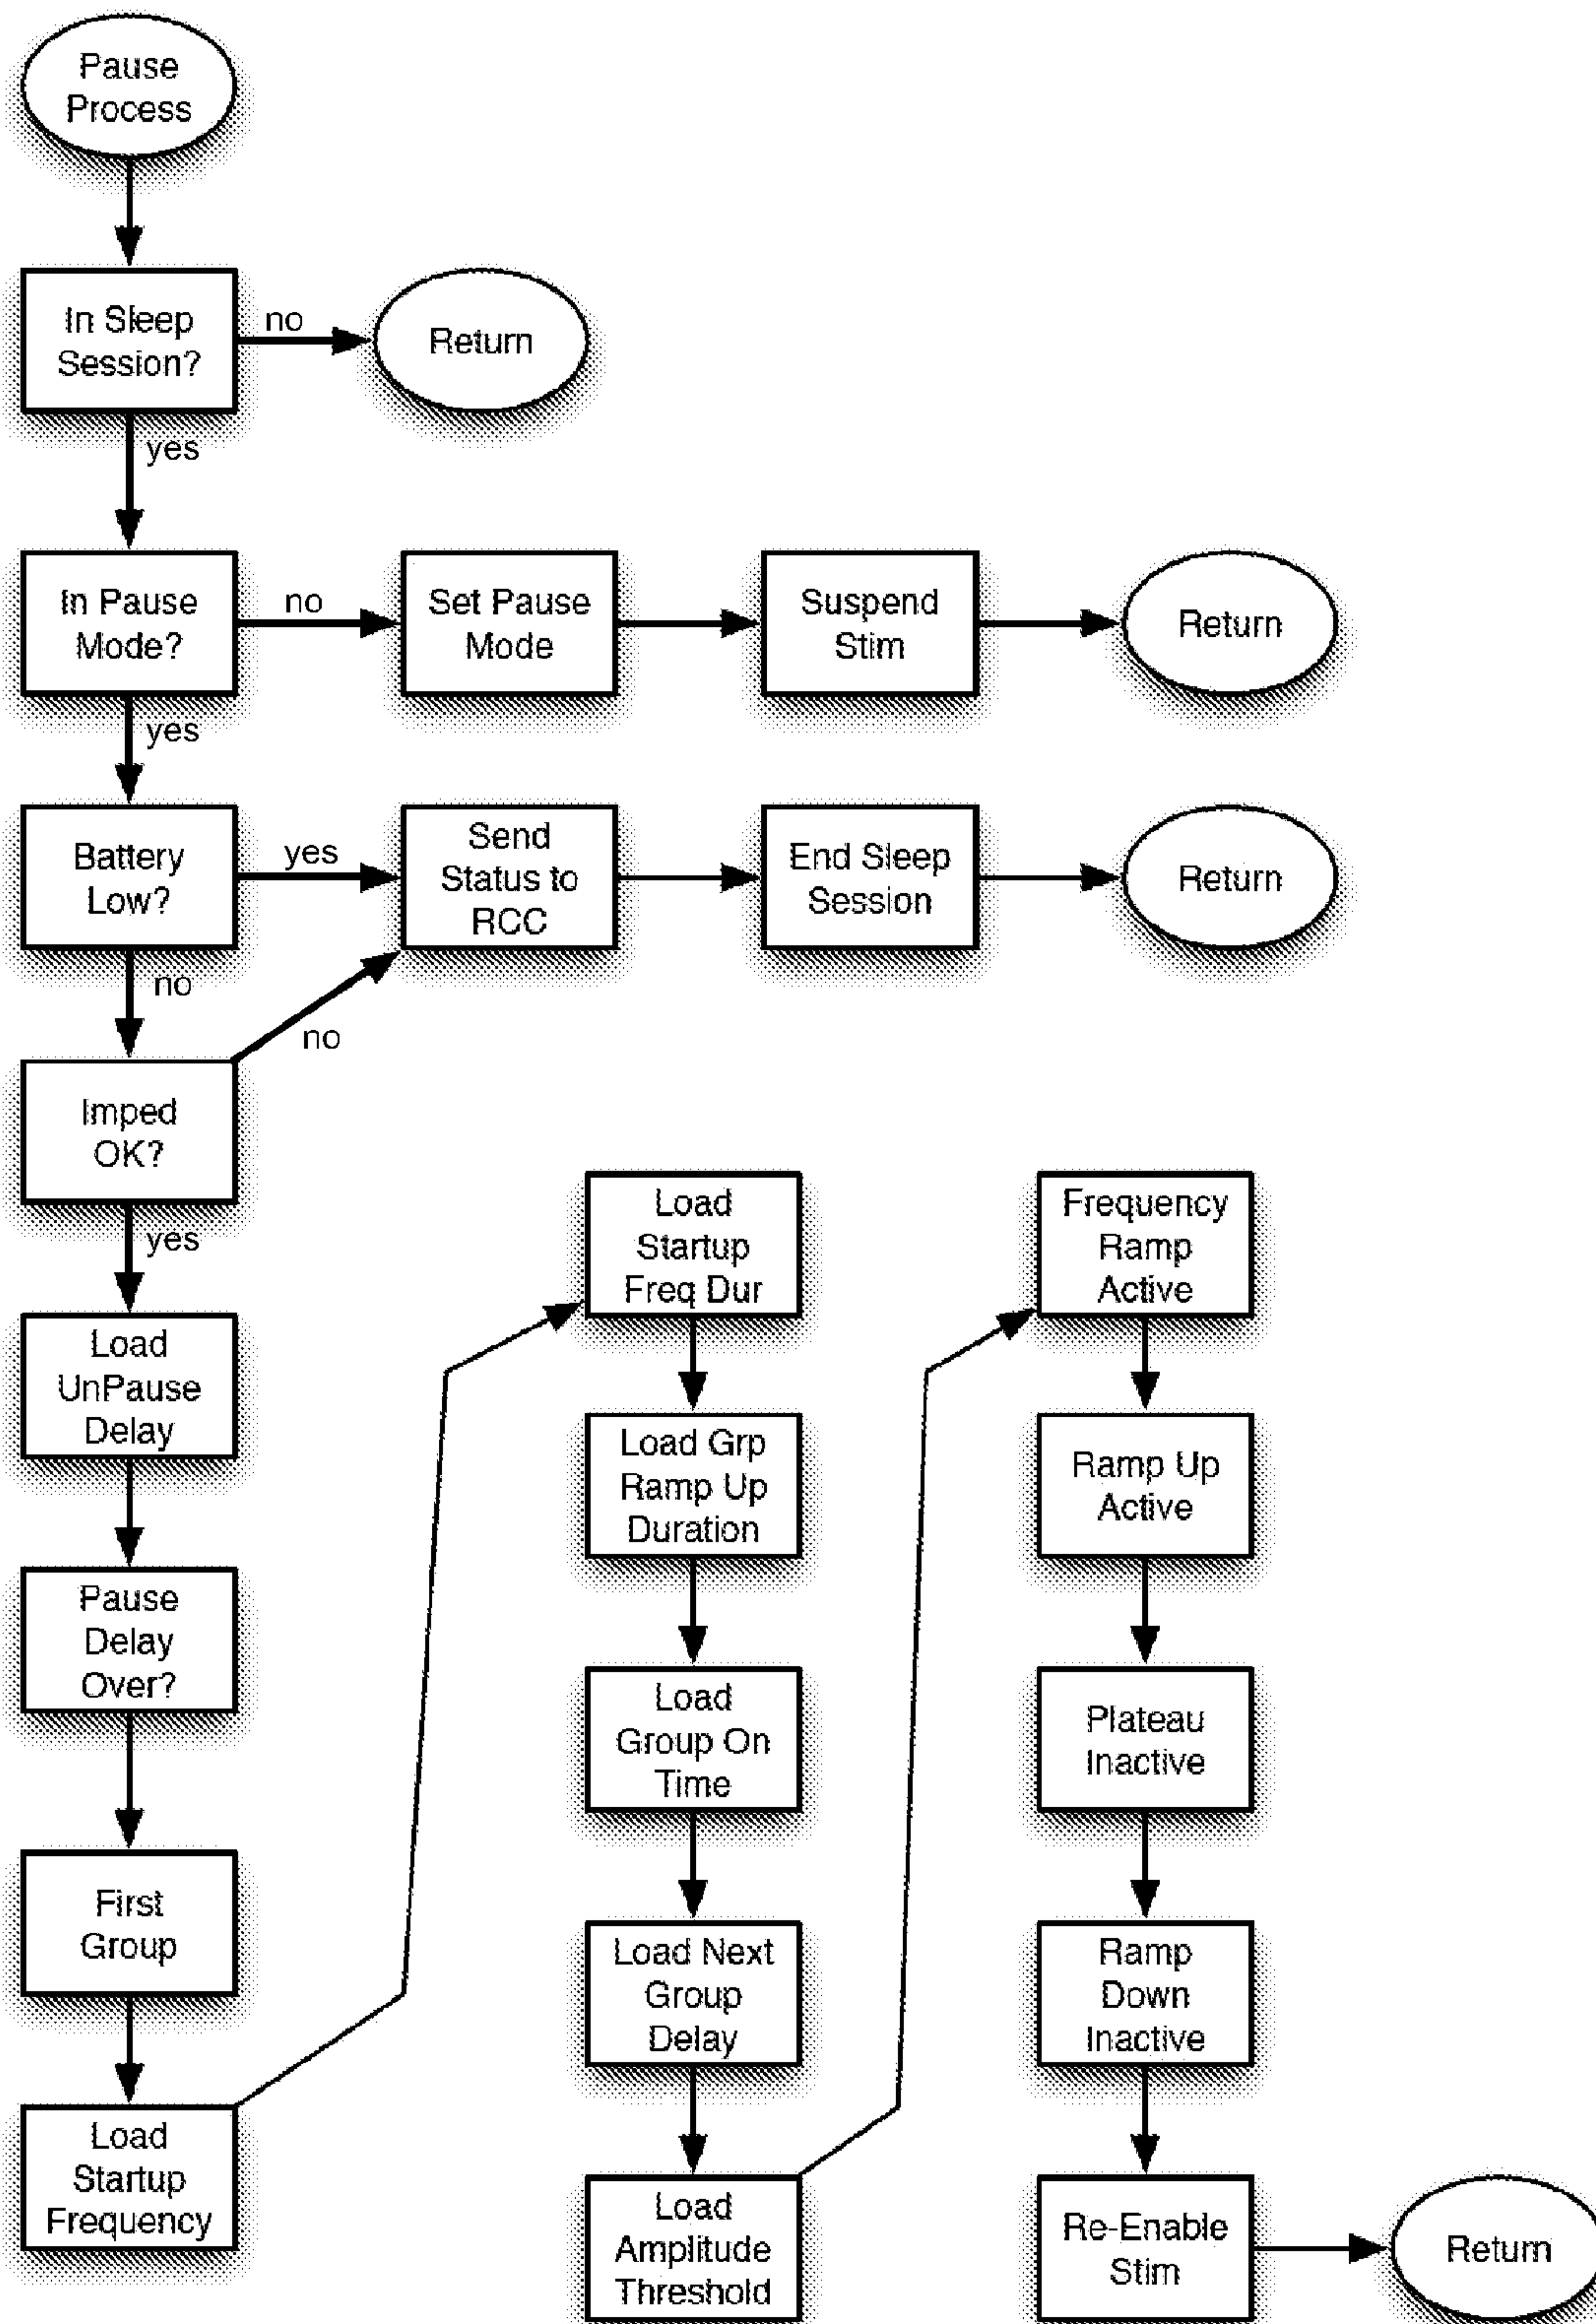 Pause
Process
In Sleep
Session?
no
Return
yes
In Pause
Mode?
no
Set Pause
Mode
Suspend
Stim
Return
yes
Battery
Low?
yes
Send
Status to
RCC
End Sleep
Session
Return
no
no
Imped
OK?
yes
Load
UnPause
Delay
Pause
Delay
Over?
First
Group
Load
Startup
Frequency
Load
Startup
Freq Dur
Load Grp
Ramp Up
Duration
Load
Group On
Time
Load Next
Group
Delay
Load
Amplitude
Threshold
Frequency
Ramp
Active
Ramp Up
Active
Plateau
Inactive
Ramp
Down
Inactive
Re-Enable
Stim
Return